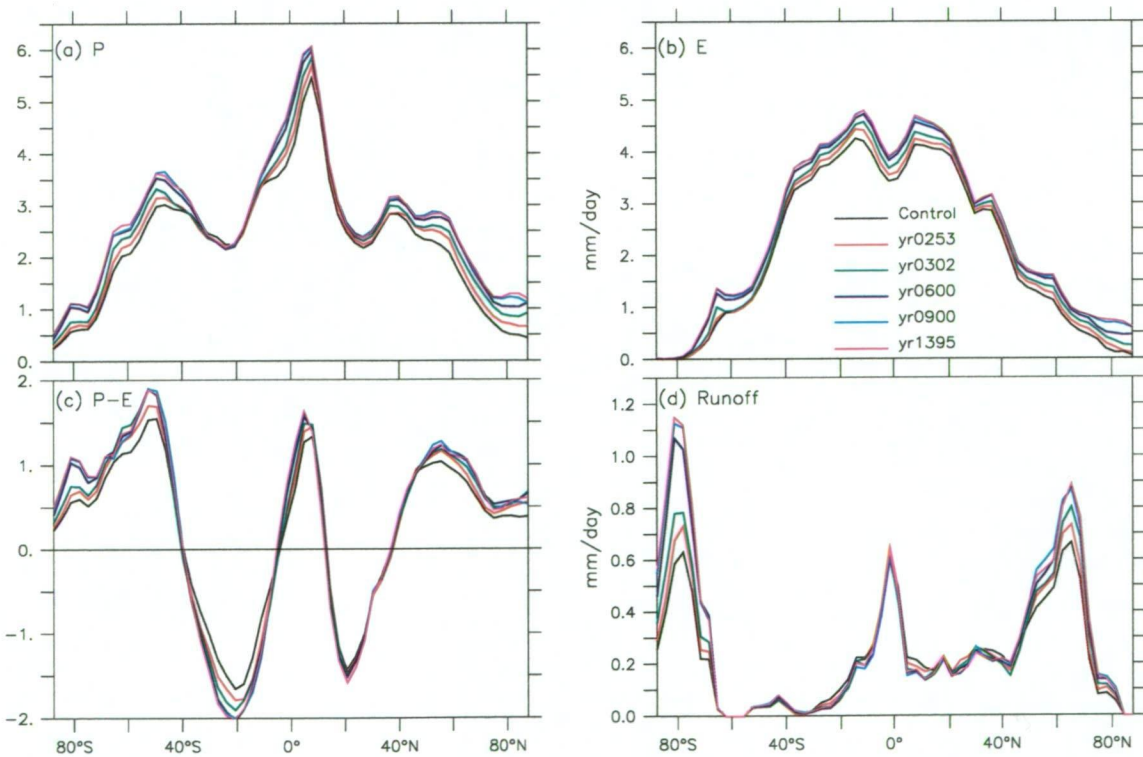 (a) P
6.
5.
4.
3.
2.
1.
0.
(b) E
6.
5.
4.
3.
2.
1.
0.
mm/day
Control
yr0253
yr0302
yr0600
yr0900
yr1395
(c) P-E
2.
1.
0.
-1.
-2.
80°S 40°S 0° 40°N 80°N
(d) Runoff
1.2
1.0
0.8
0.6
0.4
0.2
0.0
mm/day
80°S 40°S 0° 40°N 80°N